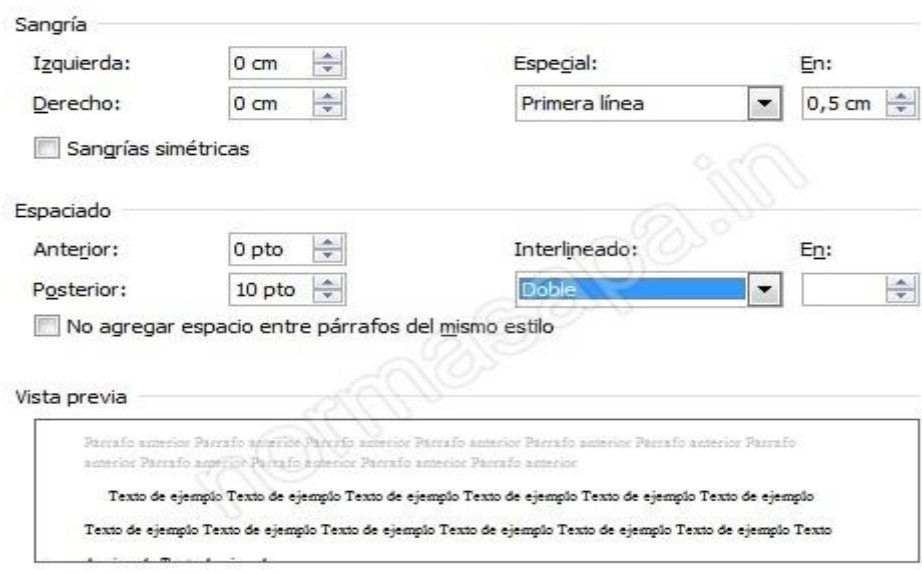 Sangría
Izquierda: 0 cm Especial: En:
Derecho: 0 cm Primera línea 0,5 cm
Sangrías simétricas
Espaciado
Anterior: 0 pto Interlineado: En:
Posterior: 10 pto Doble
No agregar espacio entre párrafos del mismo estilo
Vista previa
Párrafo anterior Párrafo anterior Párrafo anterior Párrafo anterior Párrafo anterior Párrafo anterior Párrafo
anterior Párrafo anterior Párrafo anterior Párrafo anterior Párrafo anterior
Texto de ejemplo Texto de ejemplo Texto de ejemplo Texto de ejemplo Texto de ejemplo Texto de ejemplo
Texto de ejemplo Texto de ejemplo Texto de ejemplo Texto de ejemplo Texto de ejemplo Texto de ejemplo Texto
normasapa.in